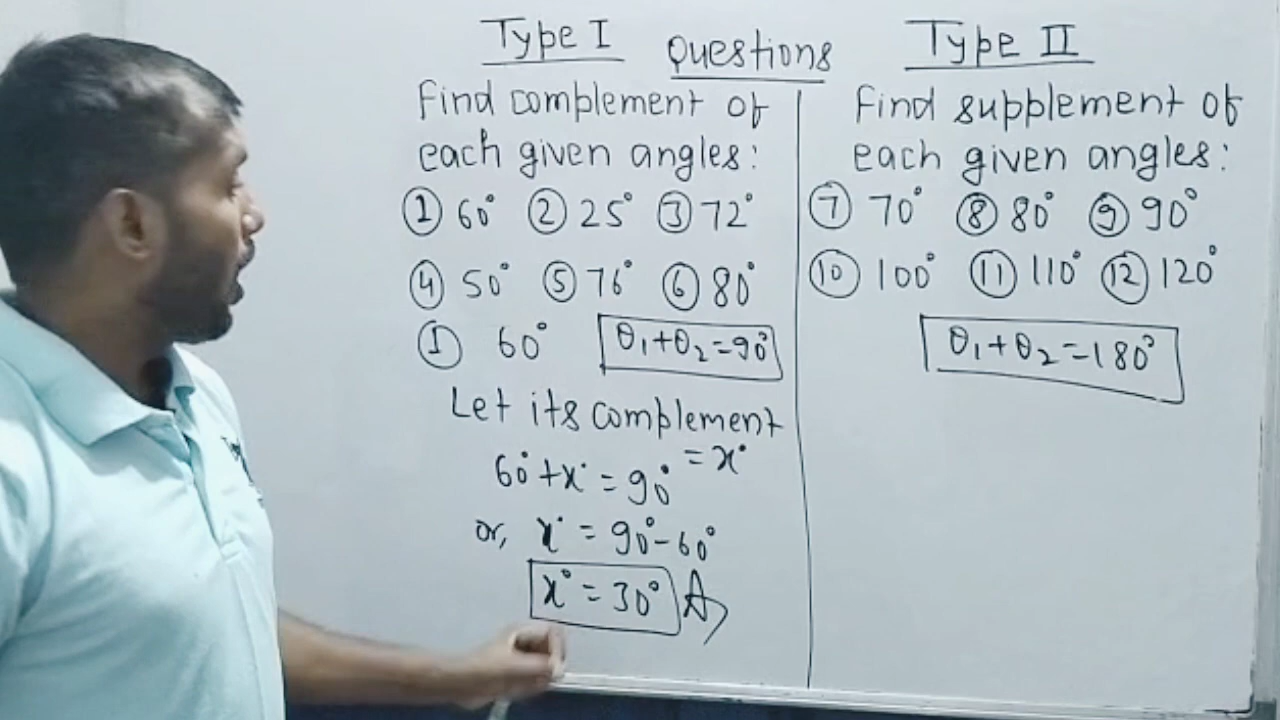 Type I
Questions
Type II
Find complement of
each given angles:
① 60° ② 25° ③ 72°
④ 50° ⑤ 76° ⑥ 80°
① 60° θ₁+θ₂=90°
Let its complement
= x°
60°+x° = 90°
or, x° = 90°-60°
x° = 30° A
Find supplement of
each given angles:
⑦ 70° ⑧ 80° ⑨ 90°
⑩ 100° ⑪ 110° ⑫ 120°
θ₁+θ₂=180°